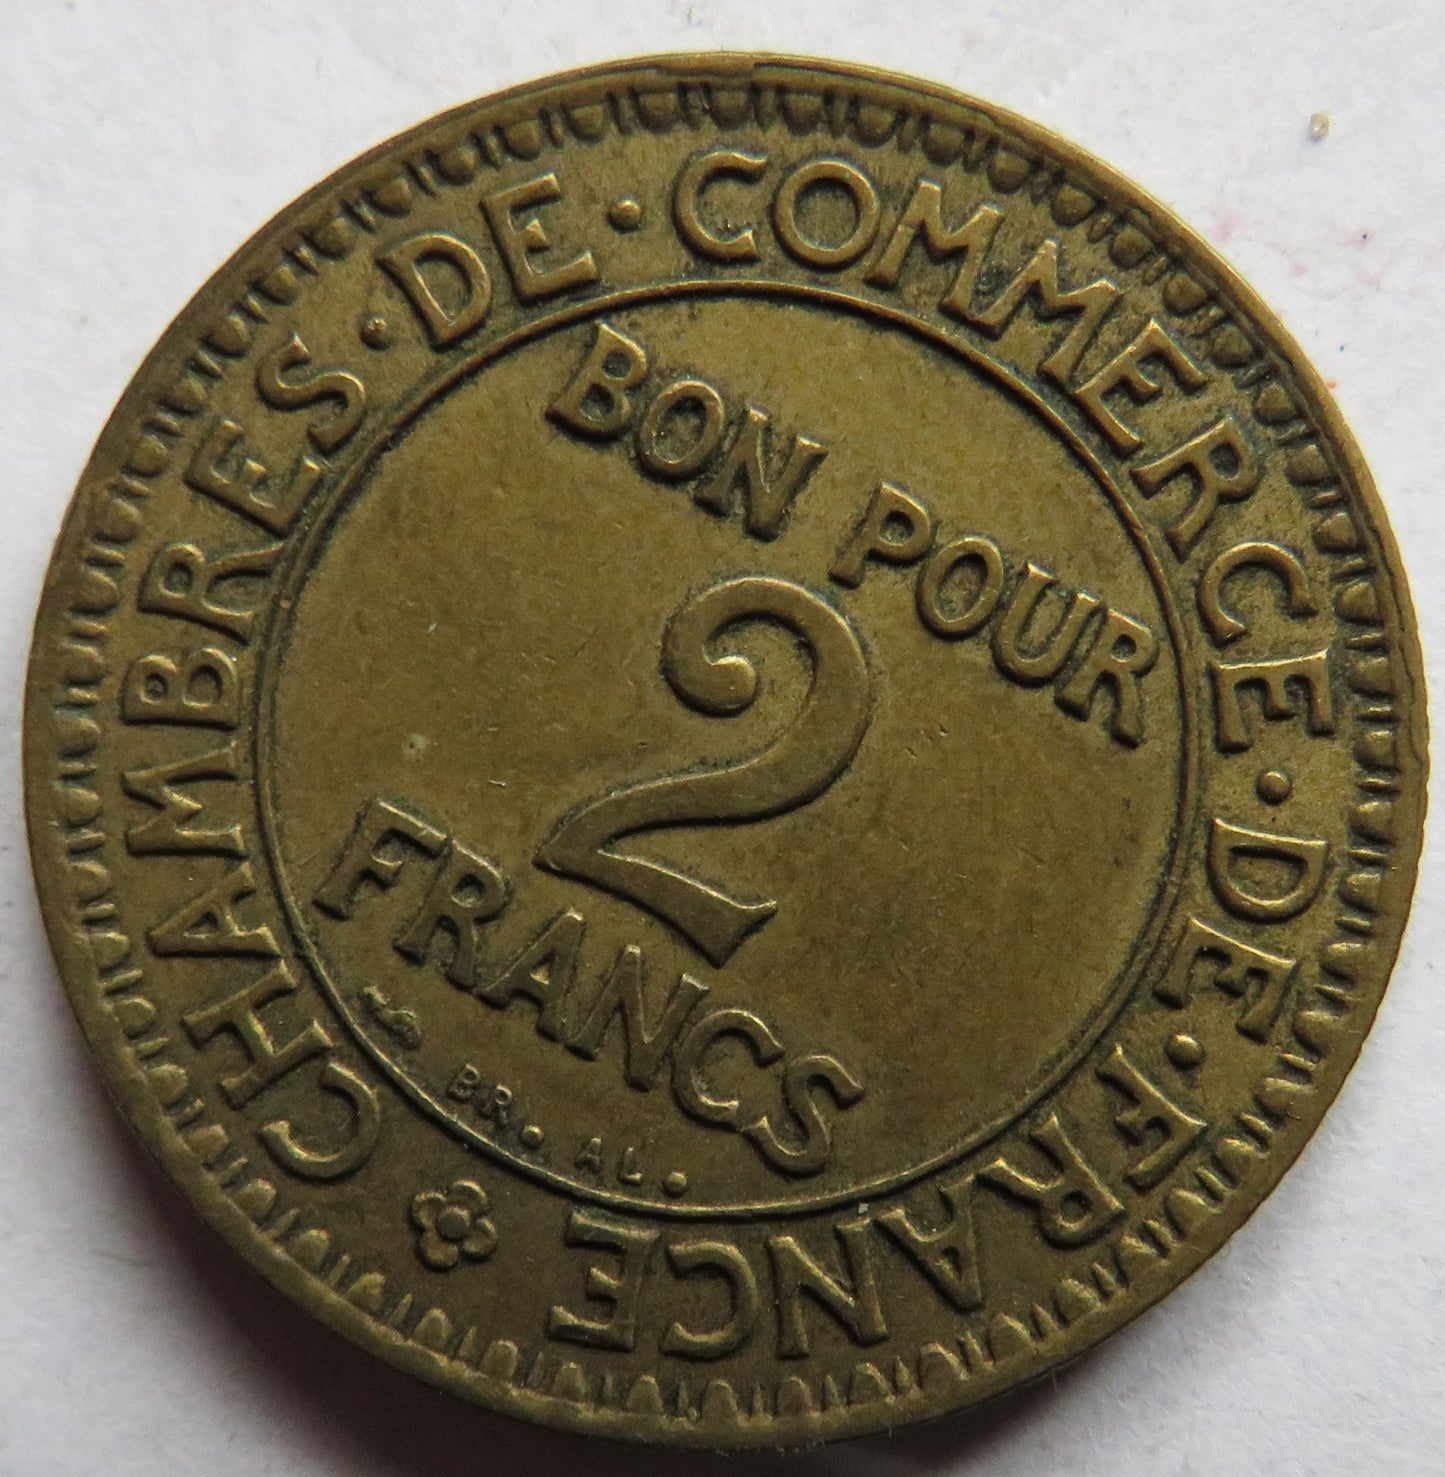 CHAMBRES · DE · COMMERCE · DE · FRANCE
BON POUR
2
FRANCS
BR. AL.